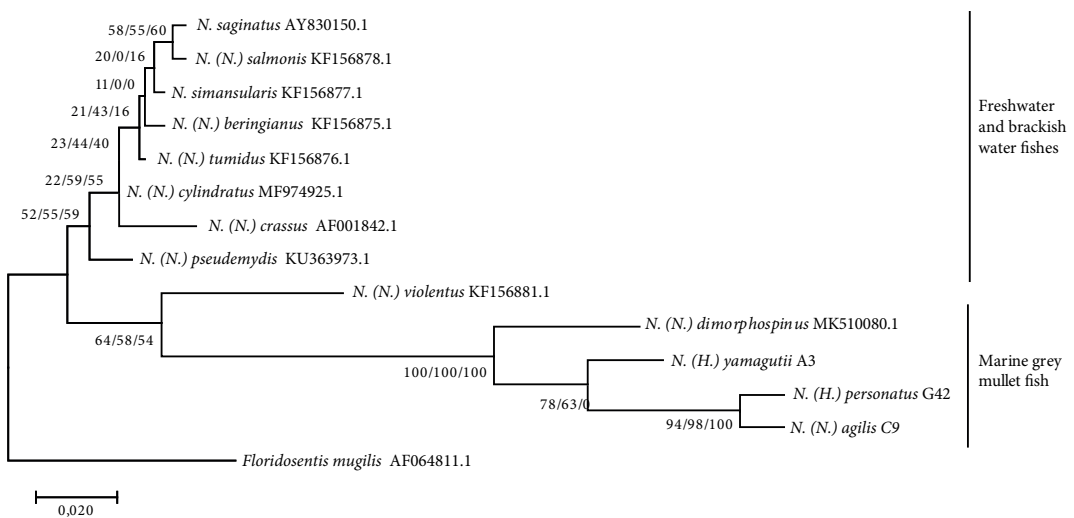 58/55/60
N. saginatus AY830150.1
20/0/16
N. (N.) salmonis KF156878.1
11/0/0
N. simansularis KF156877.1
21/43/16
N. (N.) beringianus KF156875.1
23/44/40
N. (N.) tumidus KF156876.1
22/59/55
N. (N.) cylindratus MF974925.1
52/55/59
N. (N.) crassus AF001842.1
N. (N.) pseudemydis KU363973.1
Freshwater
and brackish
water fishes
N. (N.) violentus KF156881.1
64/58/54
N. (N.) dimorphospinus MK510080.1
100/100/100
N. (H.) yamagutii A3
78/63/0
N. (H.) personatus G42
94/98/100
N. (N.) agilis C9
Marine grey
mullet fish
Floridosentis mugilis AF064811.1
0,020